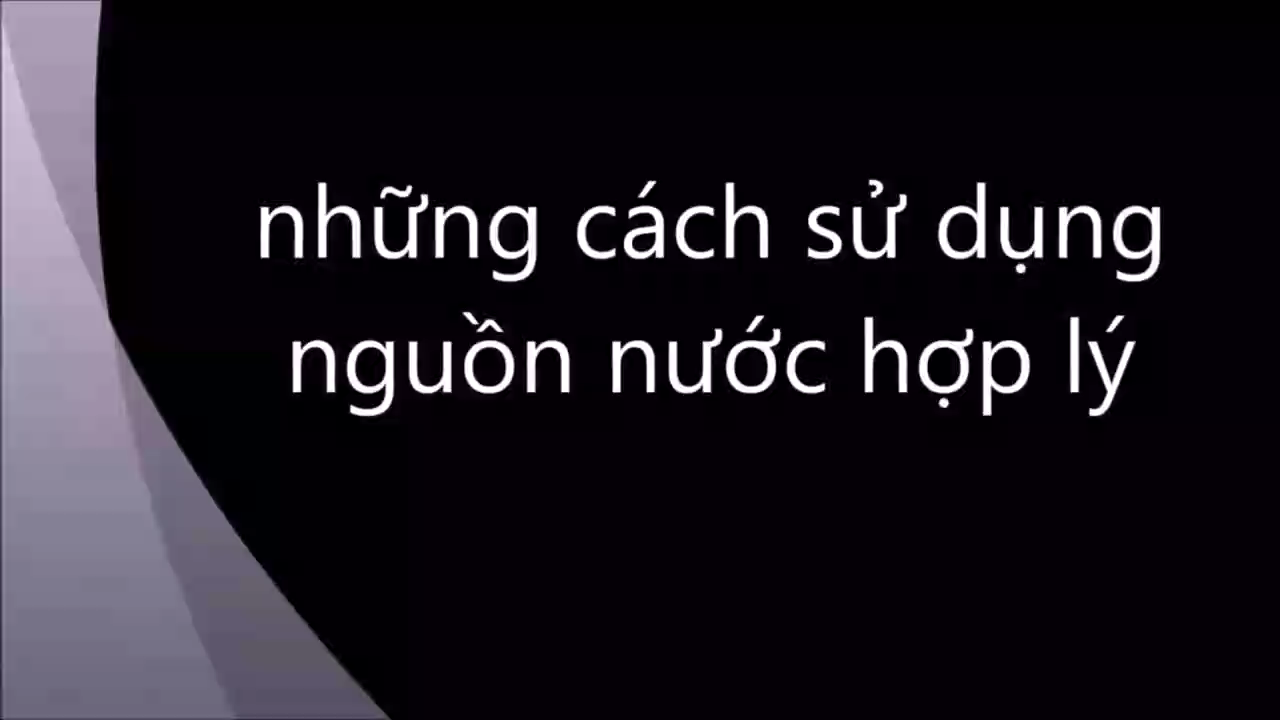 những cách sử dụng
nguồn nước hợp lý